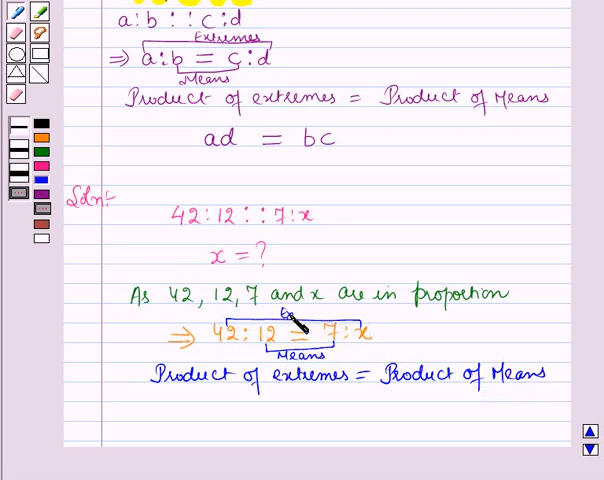 a:b::c:d
Extremes
⇒ a:b = c:d
Means
Product of extremes = Product of Means
ad = bc
Soln:-
42:12::7:x
x=?
As 42, 12, 7 and x are in proportion
Ex
⇒ 42:12 = 7:x
Means
Product of extremes = Product of Means